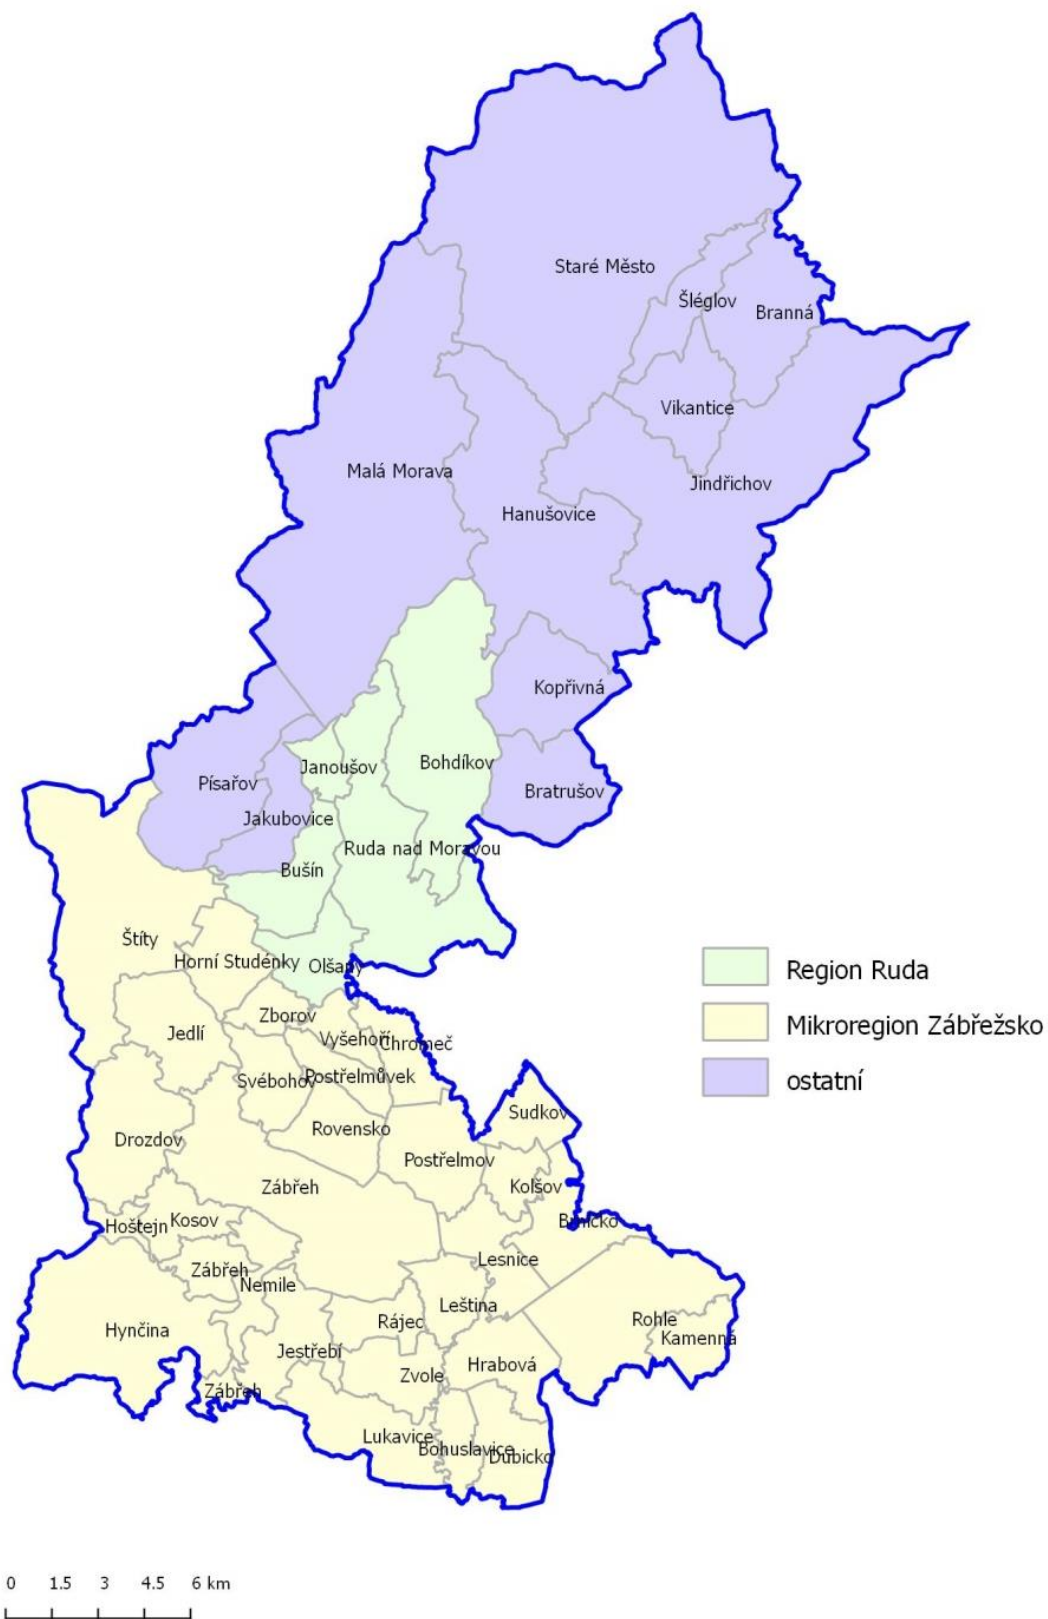 Staré Město
Šléglov
Branná
Vikantice
Malá Morava
Jindřichov
Hanušovice
Kopřivná
Bohdíkov
Janoušov
Písařov
Bratrušov
Jakubovice
Ruda nad Moravou
Bušín
Štíty
Horní Studénky
Olšany
Region Ruda
Zborov
Mikroregion Zábřežsko
Jedlí
Vyšehoří
Chromeč
Svébohov
Postřelmůvek
ostatní
Sudkov
Rovensko
Drozdov
Postřelmov
Zábřeh
Kolšov
Hoštejn
Kosov
Brníčko
Lesnice
Zábřeh
Nemile
Leština
Rájec
Rohle
Hynčina
Kamenná
Jestřebí
Hrabová
Zvole
Zábřeh
Lukavice
Bohuslavice
Dubicko
0 1.5 3 4.5 6 km